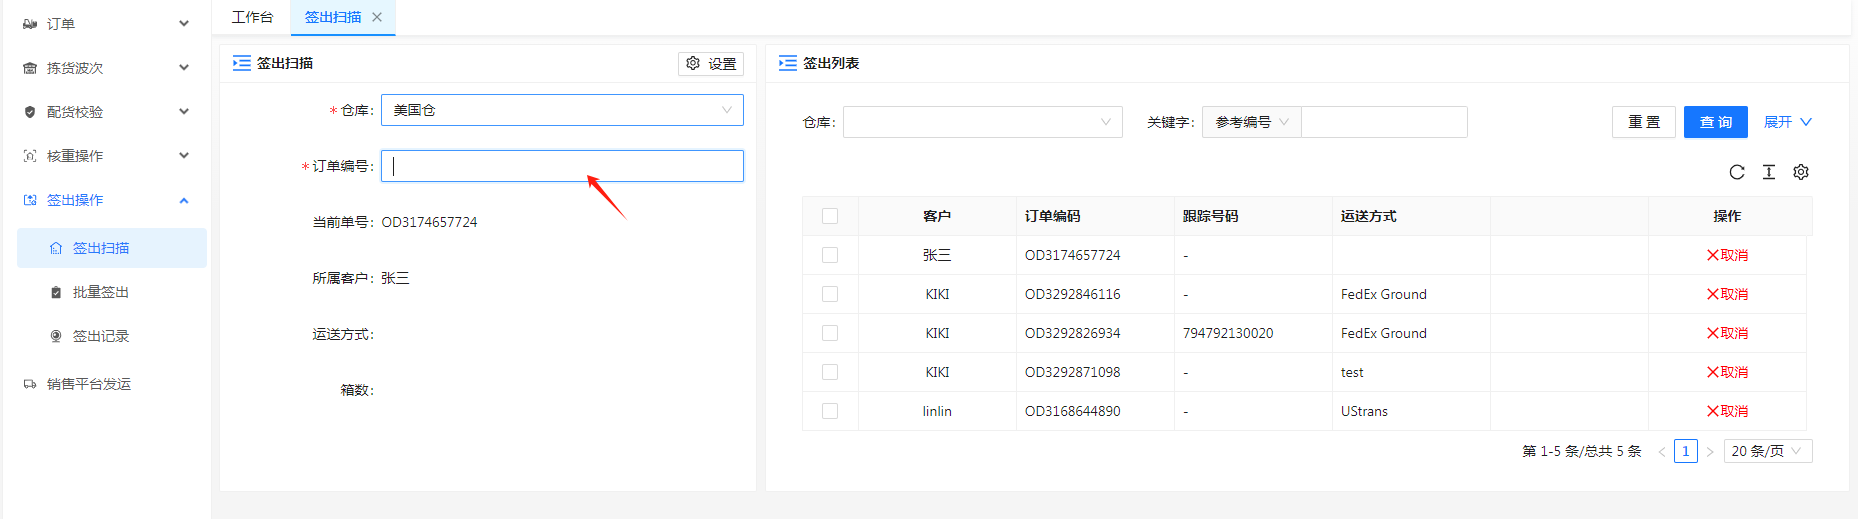 订单
拣货波次
配货校验
核重操作
签出操作
签出扫描
批量签出
签出记录
销售平台发运
工作台 签出扫描
签出扫描 设置
* 仓库: 美国仓
* 订单编号:
当前单号: OD3174657724
所属客户: 张三
运送方式:
箱数:
签出列表
仓库: 关键字: 参考编号 重置 查询 展开
客户 订单编码 跟踪号码 运送方式 操作
张三 OD3174657724 - 取消
KIKI OD3292846116 - FedEx Ground 取消
KIKI OD3292826934 794792130020 FedEx Ground 取消
KIKI OD3292871098 - test 取消
linlin OD3168644890 - UStrans 取消
第 1-5 条/总共 5 条 < 1 > 20 条/页